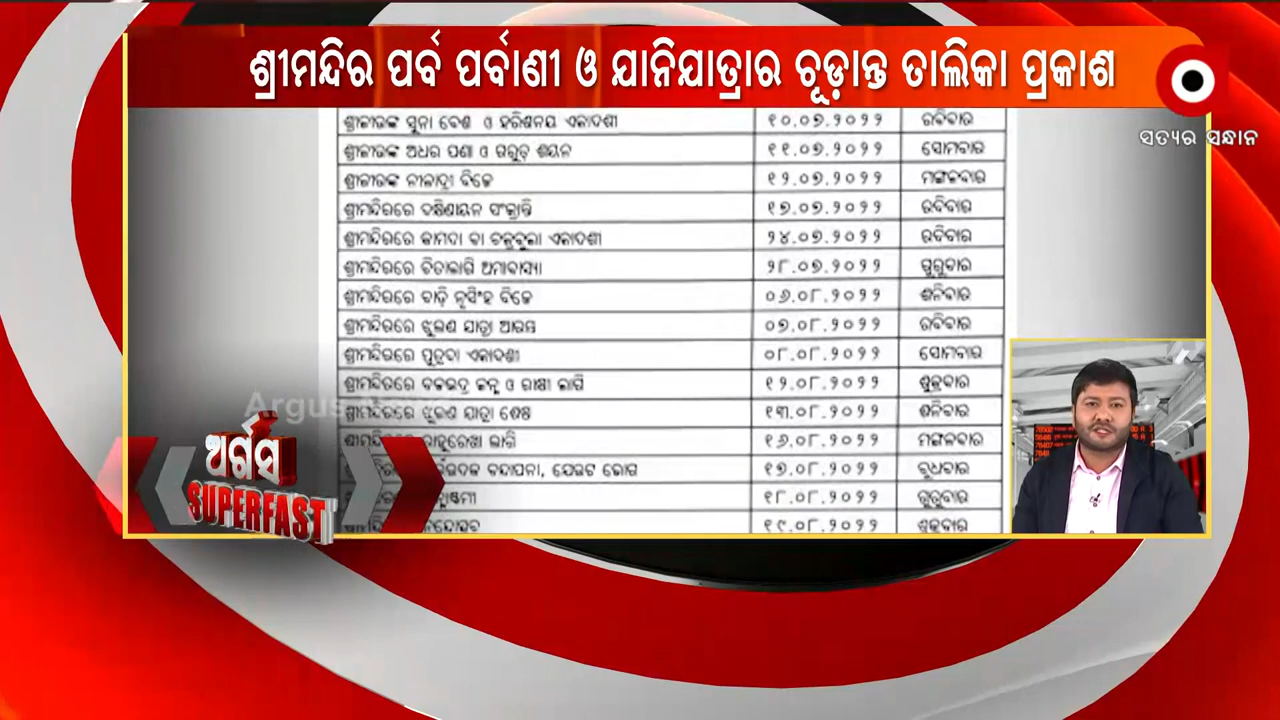 ଶ୍ରୀମନ୍ଦିର ପର୍ବ ପର୍ବାଣୀ ଓ ଯାନିଯାତ୍ରାର ଚୂଡ଼ାନ୍ତ ତାଲିକା ପ୍ରକାଶ
ସତ୍ୟର ସନ୍ଧାନ
ଶ୍ରୀଜୀଉଙ୍କ ସୁନା ବେଶ ଓ ହରିଶୟନ ଏକାଦଶୀ ୧୦.୦୭.୨୦୨୨ ରବିବାର
ଶ୍ରୀଜୀଉଙ୍କ ଅଧର ପଣା ଓ ଗରୁଡ଼ ଶୟନ ୧୧.୦୭.୨୦୨୨ ସୋମବାର
ଶ୍ରୀଜୀଉଙ୍କ ନୀଳାଦ୍ରୀ ବିଜେ ୧୨.୦୭.୨୦୨୨ ମଙ୍ଗଳବାର
ଶ୍ରୀମନ୍ଦିରରେ ଦକ୍ଷିଣାୟନ ସଂକ୍ରାନ୍ତି ୧୭.୦୭.୨୦୨୨ ରବିବାର
ଶ୍ରୀମନ୍ଦିରରେ କାମଦା ବା ଏକାଦଶୀ ୨୪.୦୭.୨୦୨୨ ରବିବାର
ଶ୍ରୀମନ୍ଦିରରେ ଚିତାଲାଗି ଅମାବାସ୍ୟା ୨୮.୦୭.୨୦୨୨ ଗୁରୁବାର
ଶ୍ରୀମନ୍ଦିରରେ ବାଡ଼ି ନୃସିଂହ ବିଜେ ୦୬.୦୮.୨୦୨୨ ଶନିବାର
ଶ୍ରୀମନ୍ଦିରରେ ଝୁଲଣ ଯାତ୍ରା ଆରମ୍ଭ ୦୭.୦୮.୨୦୨୨ ରବିବାର
ଶ୍ରୀମନ୍ଦିରରେ ପୁତ୍ରଦା ଏକାଦଶୀ ୦୮.୦୮.୨୦୨୨ ସୋମବାର
ଶ୍ରୀମନ୍ଦିରରେ ବଳଭଦ୍ର ଜନ୍ମ ଓ ରାକ୍ଷୀ ଲାଗି ୧୨.୦୮.୨୦୨୨ ଶୁକ୍ରବାର
ଶ୍ରୀମନ୍ଦିରରେ ଝୁଲଣ ଯାତ୍ରା ଶେଷ ୧୩.୦୮.୨୦୨୨ ଶନିବାର
ରାହୁରେଖା ଲାଗି ୧୬.୦୮.୨୦୨୨ ମଙ୍ଗଳବାର
ବନ୍ଦାପନା, ଯେଉଟ ଭୋଗ ୧୭.୦୮.୨୦୨୨ ବୁଧବାର
୧୮.୦୮.୨୦୨୨ ଗୁରୁବାର
୧୯.୦୮.୨୦୨୨ ଶୁକ୍ରବାର
ଅର୍ଗସ
SUPERFAST